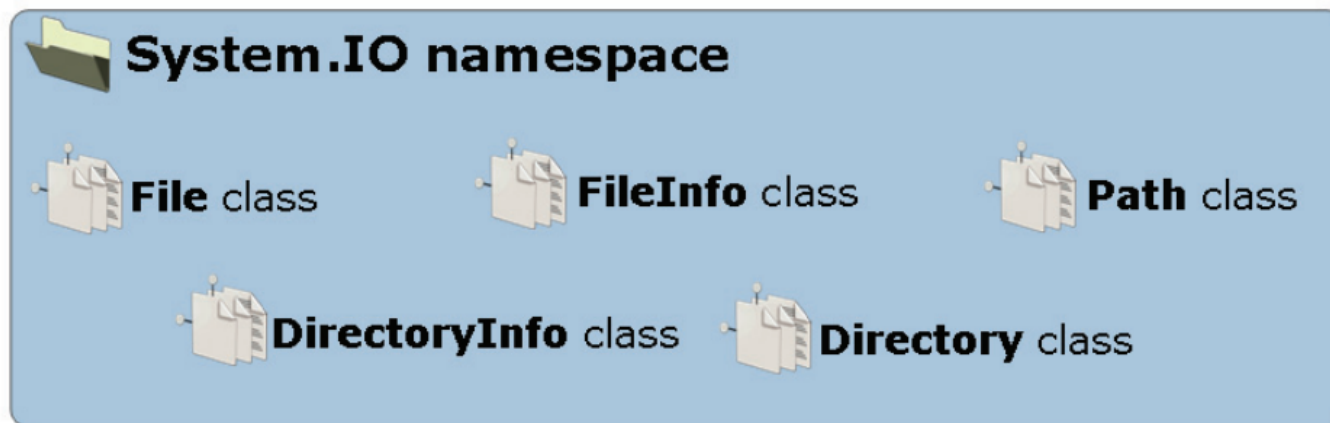 System.IO namespace
File class
FileInfo class
Path class
DirectoryInfo class
Directory class